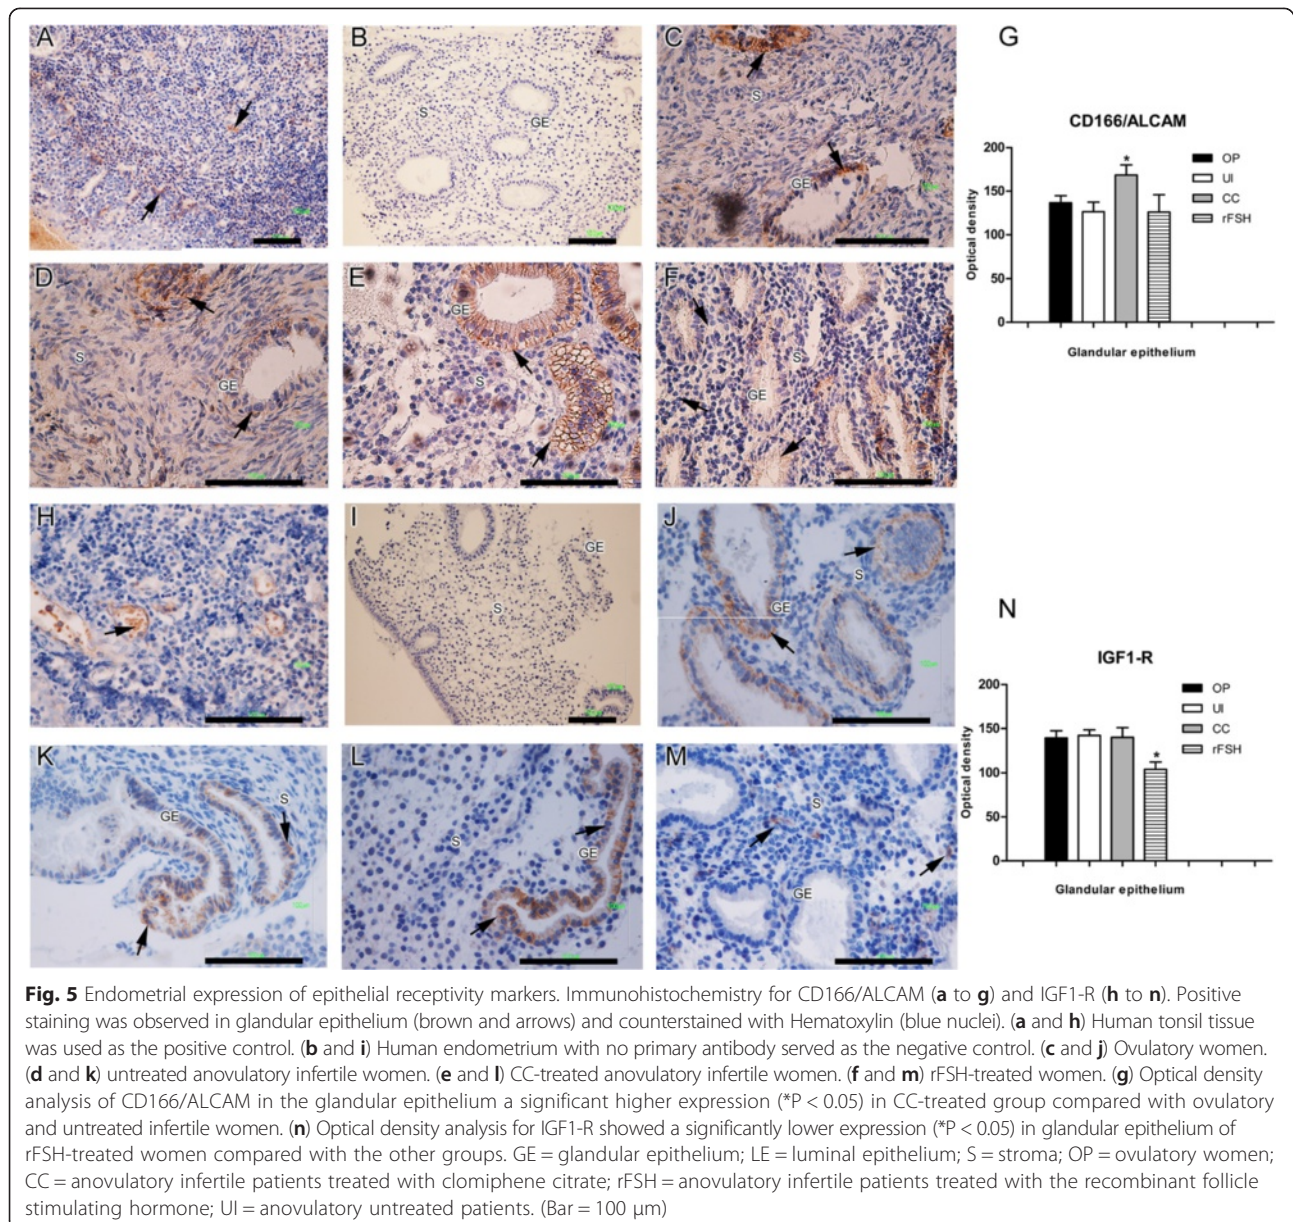 A
B
C
G
S
GE
S
GE
CD166/ALCAM
200
150
100
50
0
Optical density
*
OP
UI
CC
rFSH
Glandular epithelium
D
E
F
S
GE
GE
S
S
GE
H
I
J
N
GE
S
S
GE
IGF1-R
200
150
100
50
0
Optical density
*
OP
UI
CC
rFSH
Glandular epithelium
K
L
M
GE
S
S
GE
S
GE
Fig. 5 Endometrial expression of epithelial receptivity markers. Immunohistochemistry for CD166/ALCAM (a to g) and IGF1-R (h to n). Positive
staining was observed in glandular epithelium (brown and arrows) and counterstained with Hematoxylin (blue nuclei). (a and h) Human tonsil tissue
was used as the positive control. (b and i) Human endometrium with no primary antibody served as the negative control. (c and j) Ovulatory women.
(d and k) untreated anovulatory infertile women. (e and l) CC-treated anovulatory infertile women. (f and m) rFSH-treated women. (g) Optical density
analysis of CD166/ALCAM in the glandular epithelium a significant higher expression (*P < 0.05) in CC-treated group compared with ovulatory
and untreated infertile women. (n) Optical density analysis for IGF1-R showed a significantly lower expression (*P < 0.05) in glandular epithelium of
rFSH-treated women compared with the other groups. GE = glandular epithelium; LE = luminal epithelium; S = stroma; OP = ovulatory women;
CC = anovulatory infertile patients treated with clomiphene citrate; rFSH = anovulatory infertile patients treated with the recombinant follicle
stimulating hormone; UI = anovulatory untreated patients. (Bar = 100 μm)